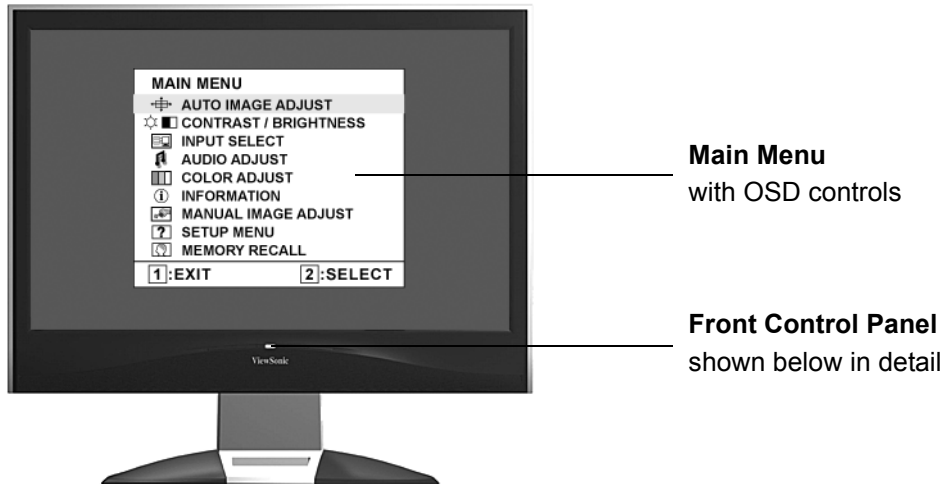 MAIN MENU
AUTO IMAGE ADJUST
CONTRAST / BRIGHTNESS
INPUT SELECT
AUDIO ADJUST
COLOR ADJUST
INFORMATION
MANUAL IMAGE ADJUST
SETUP MENU
MEMORY RECALL
1:EXIT 2:SELECT
ViewSonic
Main Menu
with OSD controls
Front Control Panel
shown below in detail